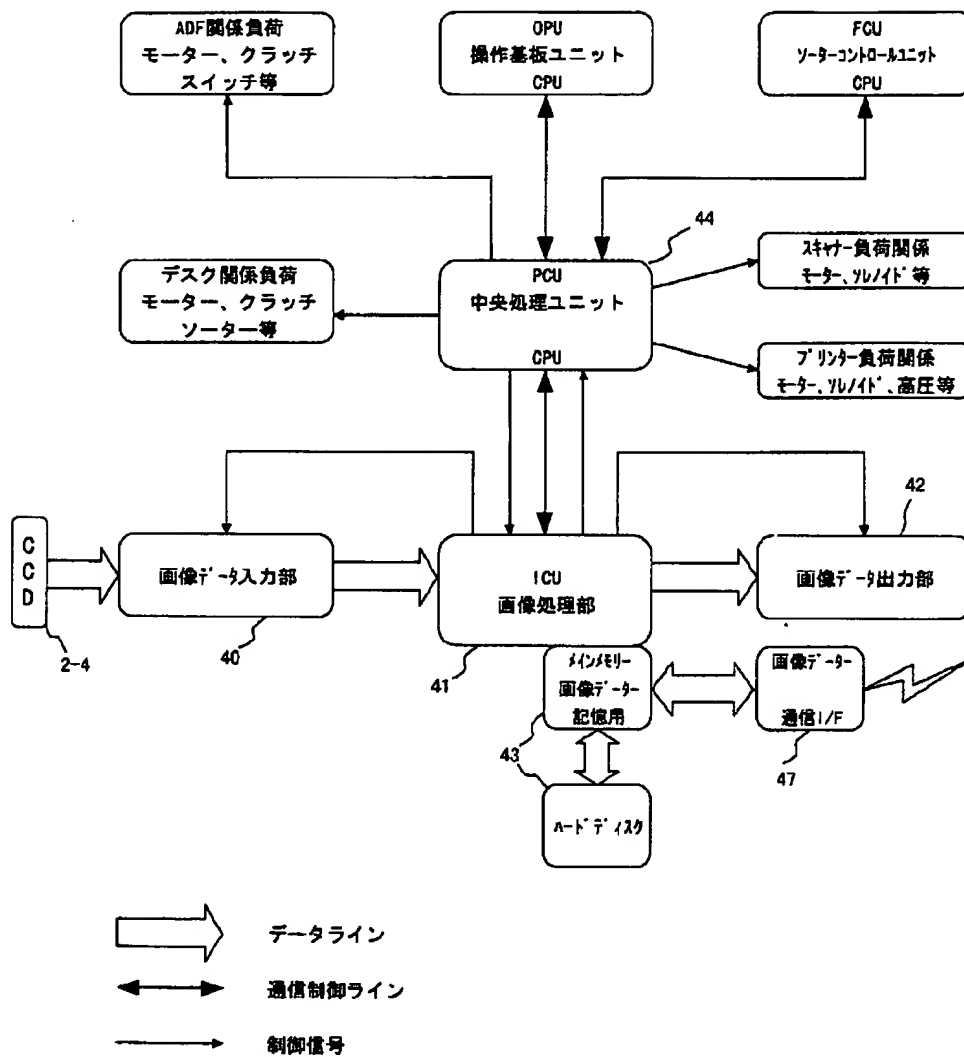 ADF関係負荷
モーター、クラッチ
スイッチ等
OPU
操作基板ユニット
CPU
FCU
ソーターコントロールユニット
CPU
44
デスク関係負荷
モーター、クラッチ
ソーター等
PCU
中央処理ユニット
CPU
スキャナー負荷関係
モーター、ソレノイド等
プリンター負荷関係
モーター、ソレノイド、高圧等
42
CCD
画像データ入力部
ICU
画像処理部
画像データ出力部
2-4
40
41
メインメモリー
画像データー
記憶用
画像データー
通信I/F
43
47
ハードディスク
データライン
通信制御ライン
制御信号